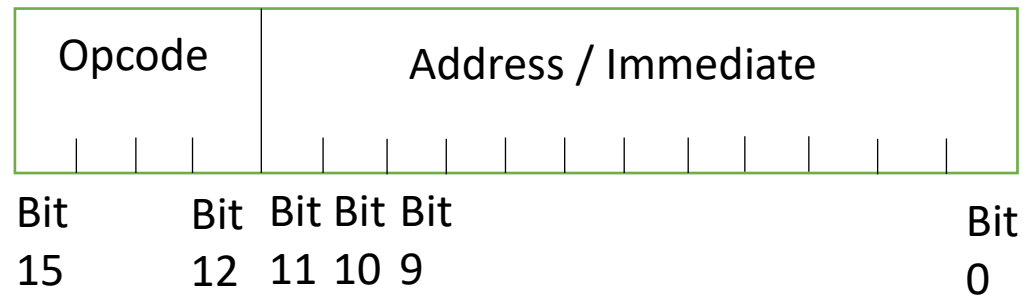 Opcode
Address / Immediate
Bit 15
Bit 12
Bit 11
Bit 10
Bit 9
Bit 0